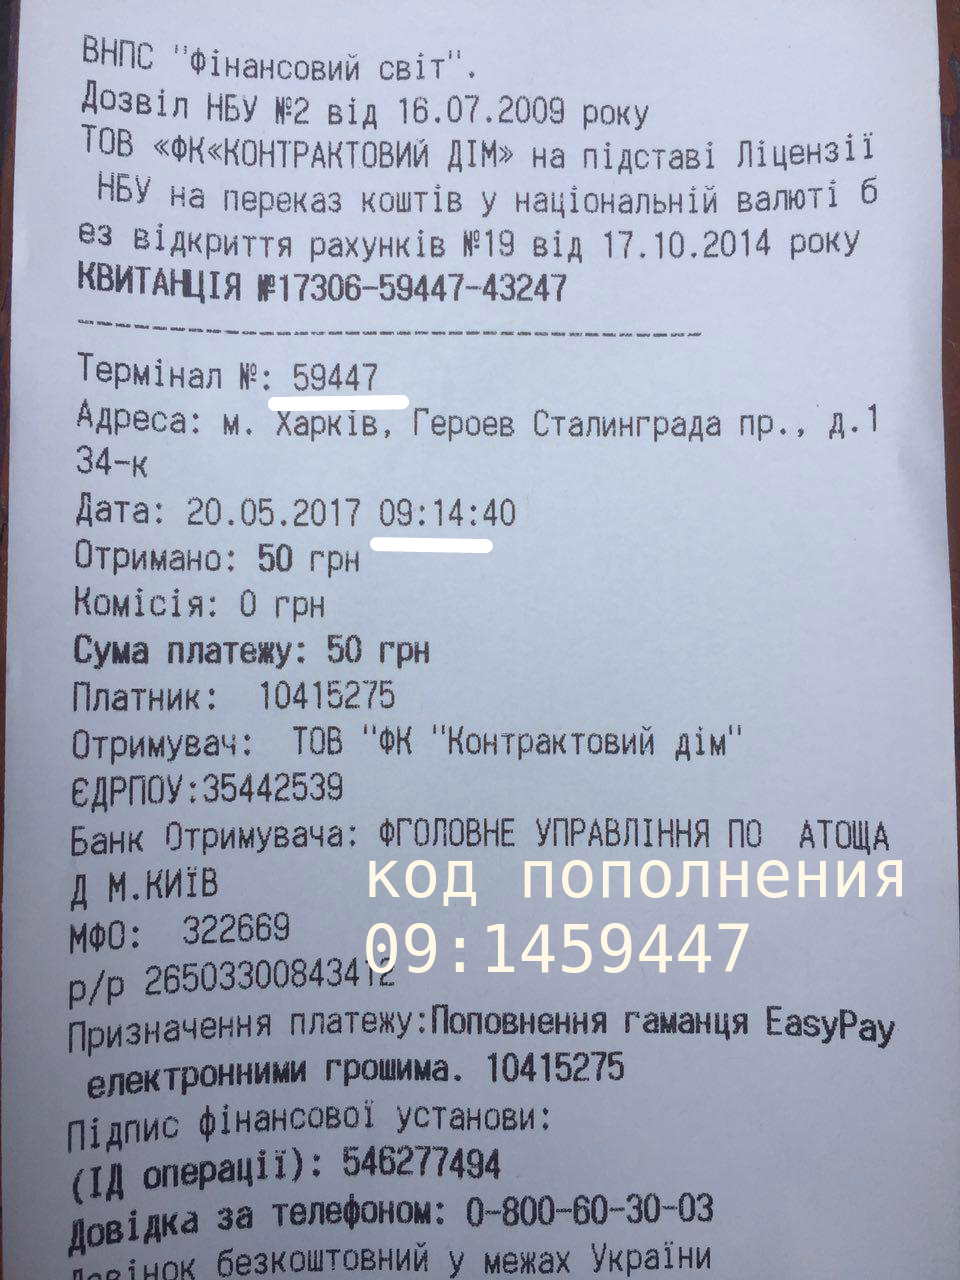 ВНПС "Фінансовий світ".
Дозвіл НБУ №2 від 16.07.2009 року
ТОВ «ФК«КОНТРАКТОВИЙ ДІМ» на підставі Ліцензії
НБУ на переказ коштів у національній валюті б
ез відкриття рахунків №19 від 17.10.2014 року
КВИТАНЦІЯ №17306-59447-43247
Термінал №: 59447
Адреса: м. Харків, Героев Сталинграда пр., д.1
34-к
Дата: 20.05.2017 09:14:40
Отримано: 50 грн
Комісія: 0 грн
Сума платежу: 50 грн
Платник: 10415275
Отримувач: ТОВ "ФК "Контрактовий дім"
ЄДРПОУ:35442539
Банк Отримувача: ФГОЛОВНЕ УПРАВЛІННЯ ПО АТОЩА
Д М.КИЇВ
код пополнения
МФО: 322669
09:1459447
р/р 26503300843412
Призначення платежу:Поповнення гаманця EasyPay
електронними грошима. 10415275
Підпис фінансової установи:
(ІД операції): 546277494
Довідка за телефоном: 0-800-60-30-03
Дзвінок безкоштовний у межах України